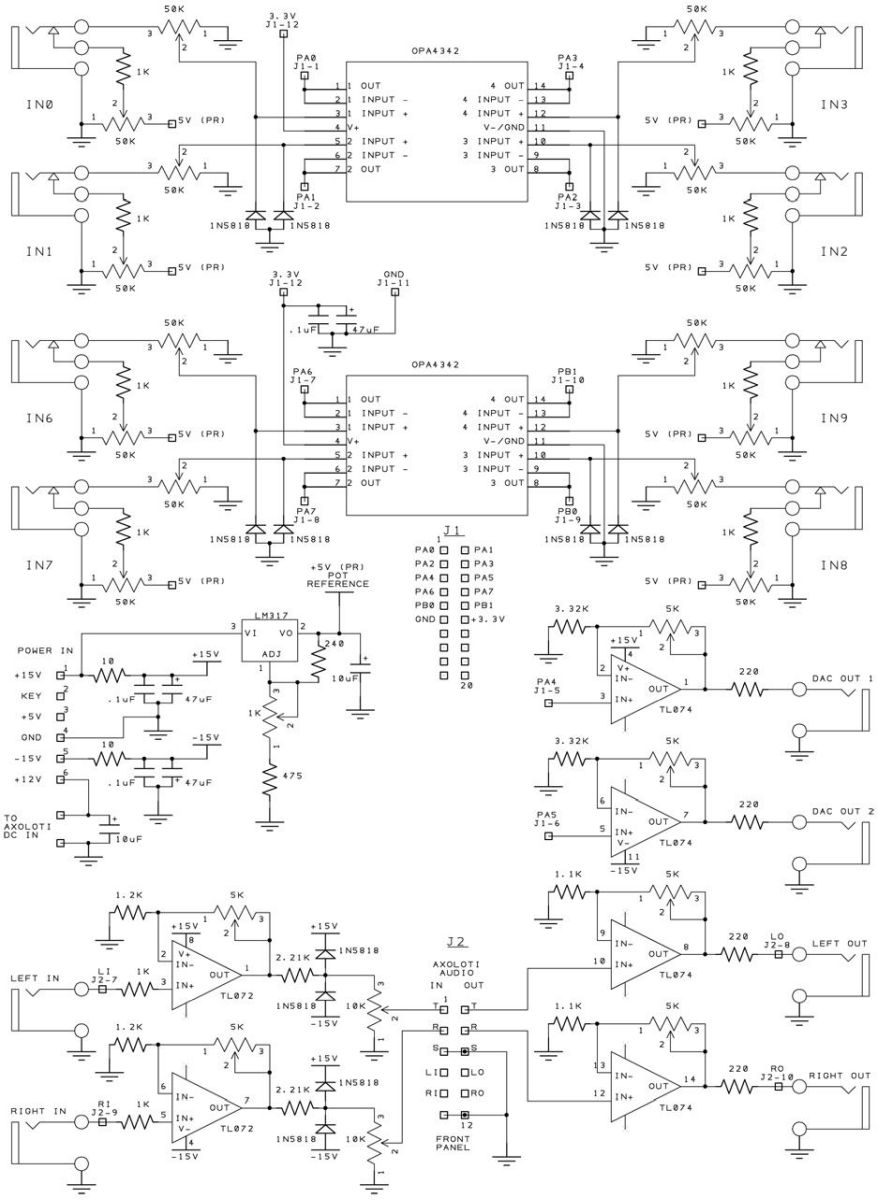 50K 3.3V J1-12 50K
3 1 2 OPA4342 1 3 2
PA0 J1-1 PA3 J1-4
1K 1 1 OUT 4 OUT 14 1K
2 1 INPUT - 4 INPUT - 13
IN0 2 3 1 INPUT + 4 INPUT + 12 2 IN3
1 3 5V (PR) 4 V+ V-/GND 11 5V (PR) 3 1
50K 5 2 INPUT + 3 INPUT + 10 50K
2 6 2 INPUT - 3 INPUT - 9 2
3 1 7 2 OUT 3 OUT 8 1 3
50K PA1 J1-2 PA2 J1-3 50K
1K 1N5818 1N5818 1N5818 1N5818 1K
IN1 2 2 IN2
1 3 5V (PR) 5V (PR) 3 1
50K 3.3V J1-12 GND J1-11 50K
.1uF + 47uF
50K 50K
3 1 2 OPA4342 1 3 2
PA6 J1-7 PB1 J1-10
1K 1 1 OUT 4 OUT 14 1K
2 1 INPUT - 4 INPUT - 13
IN6 2 3 1 INPUT + 4 INPUT + 12 2 IN9
1 3 5V (PR) 4 V+ V-/GND 11 5V (PR) 3 1
50K 5 2 INPUT + 3 INPUT + 10 50K
2 6 2 INPUT - 3 INPUT - 9 2
3 1 7 2 OUT 3 OUT 8 1 3
50K PA7 J1-8 PB0 J1-9 50K
1K 1N5818 1N5818 1N5818 1N5818 1K
IN7 2 2 IN8
1 3 5V (PR) 5V (PR) 3 1
50K 50K
J1
1
PA0 PA1
PA2 PA3
PA4 PA5
PA6 PA7
PB0 PB1
GND +3.3V
20
+5V (PR)
POT
REFERENCE
LM317
3 VI VO 2
ADJ
1
240
+
10uF
1K 3 2 1
475
POWER IN
+15V 1 10 +15V
KEY 2 .1uF + 47uF
+5V 3
GND 4
-15V 5 10 -15V
+12V 6 .1uF + 47uF
TO
AXOLOTI
DC IN
+
10uF
3.32K 5K
1 3 2
+15V
4
2 V+ IN- 1 220 DAC OUT 1
PA4 J1-5 3 IN+ OUT
TL074
3.32K 5K
1 3 2
6 IN- 7 220 DAC OUT 2
PA5 J1-6 5 IN+ OUT
V- TL074
11
-15V
1.1K 5K
1 3 2
9 IN- 8 220 LO J2-8 LEFT OUT
10 IN+ OUT
TL074
1.1K 5K
1 3 2
13 IN- 14 220 RO J2-10 RIGHT OUT
12 IN+ OUT
TL074
1.2K 5K
1 3 2
+15V +15V
8
2 V+ IN- 1 2.21K 1N5818
LEFT IN LI J2-7 1K 3 IN+ OUT
TL072 1N5818 10K 3 2 1
-15V
1.2K 5K
1 3 2
+15V
6 IN- 7 2.21K 1N5818
RIGHT IN RI J2-9 1K 5 IN+ OUT
V- TL072 1N5818 10K 3 2 1
4
-15V -15V
J2
AXOLOTI
AUDIO
IN OUT
1
T T
R R
S S
LI LO
RI RO
12
FRONT
PANEL